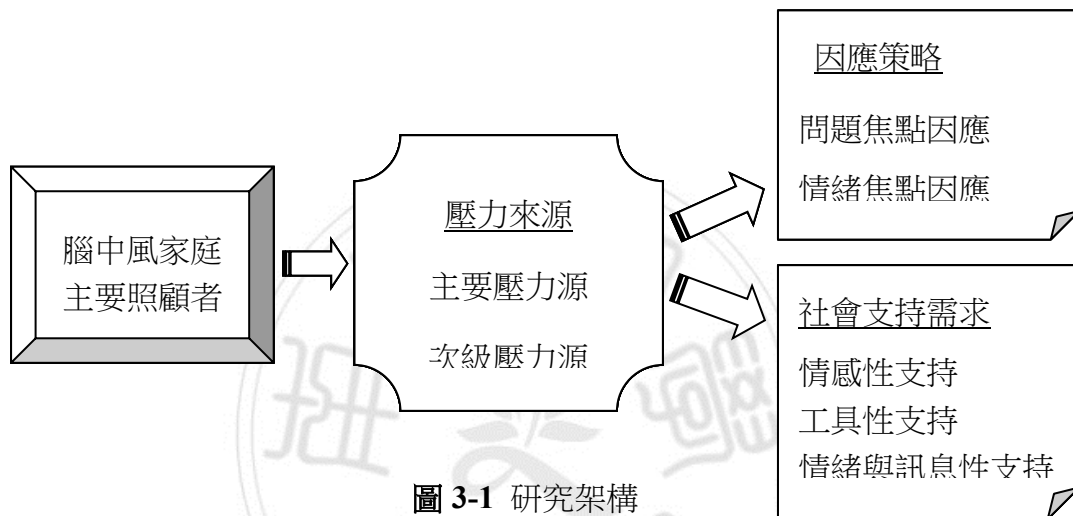 腦中風家庭
主要照顧者
壓力來源
主要壓力源
次級壓力源
因應策略
問題焦點因應
情緒焦點因應
社會支持需求
情感性支持
工具性支持
情緒與訊息性支持
圖 3-1 研究架構